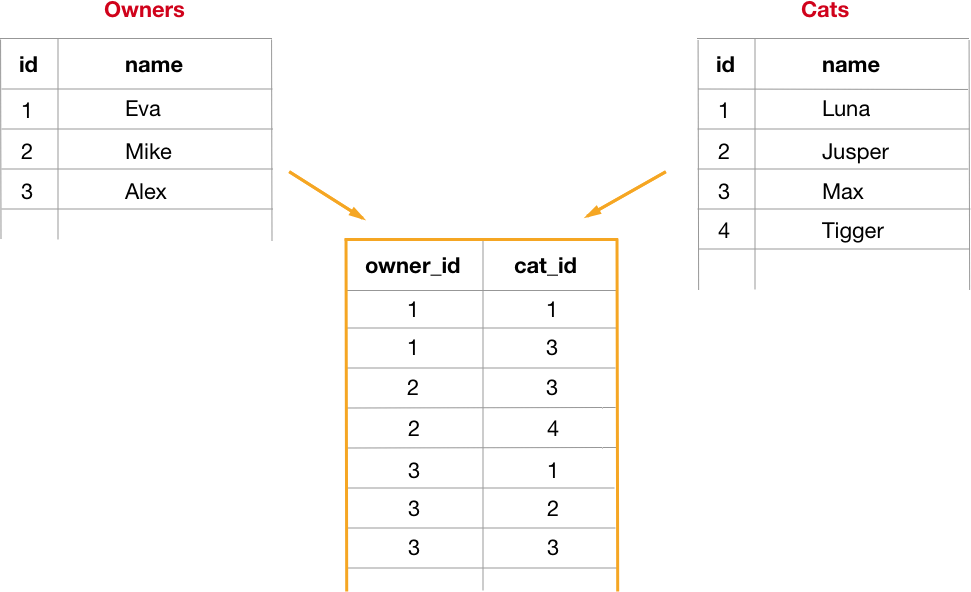 Owners
id name
1 Eva
2 Mike
3 Alex
Cats
id name
1 Luna
2 Jusper
3 Max
4 Tigger
owner_id cat_id
1 1
1 3
2 3
2 4
3 1
3 2
3 3